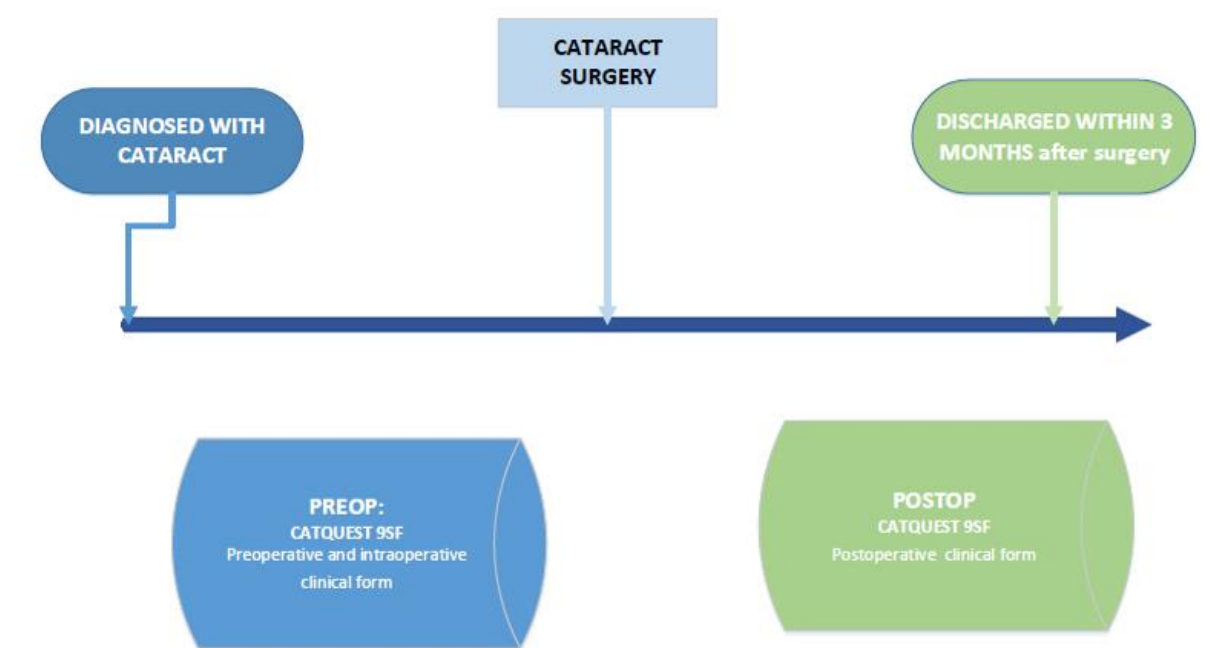 CATARACT
SURGERY
DIAGNOSED WITH
CATARACT
DISCHARGED WITHIN 3
MONTHS after surgery
PREOP:
CATQUEST 9SF
Preoperative and intraoperative
clinical form
POSTOP
CATQUEST 9SF
Postoperative clinical form